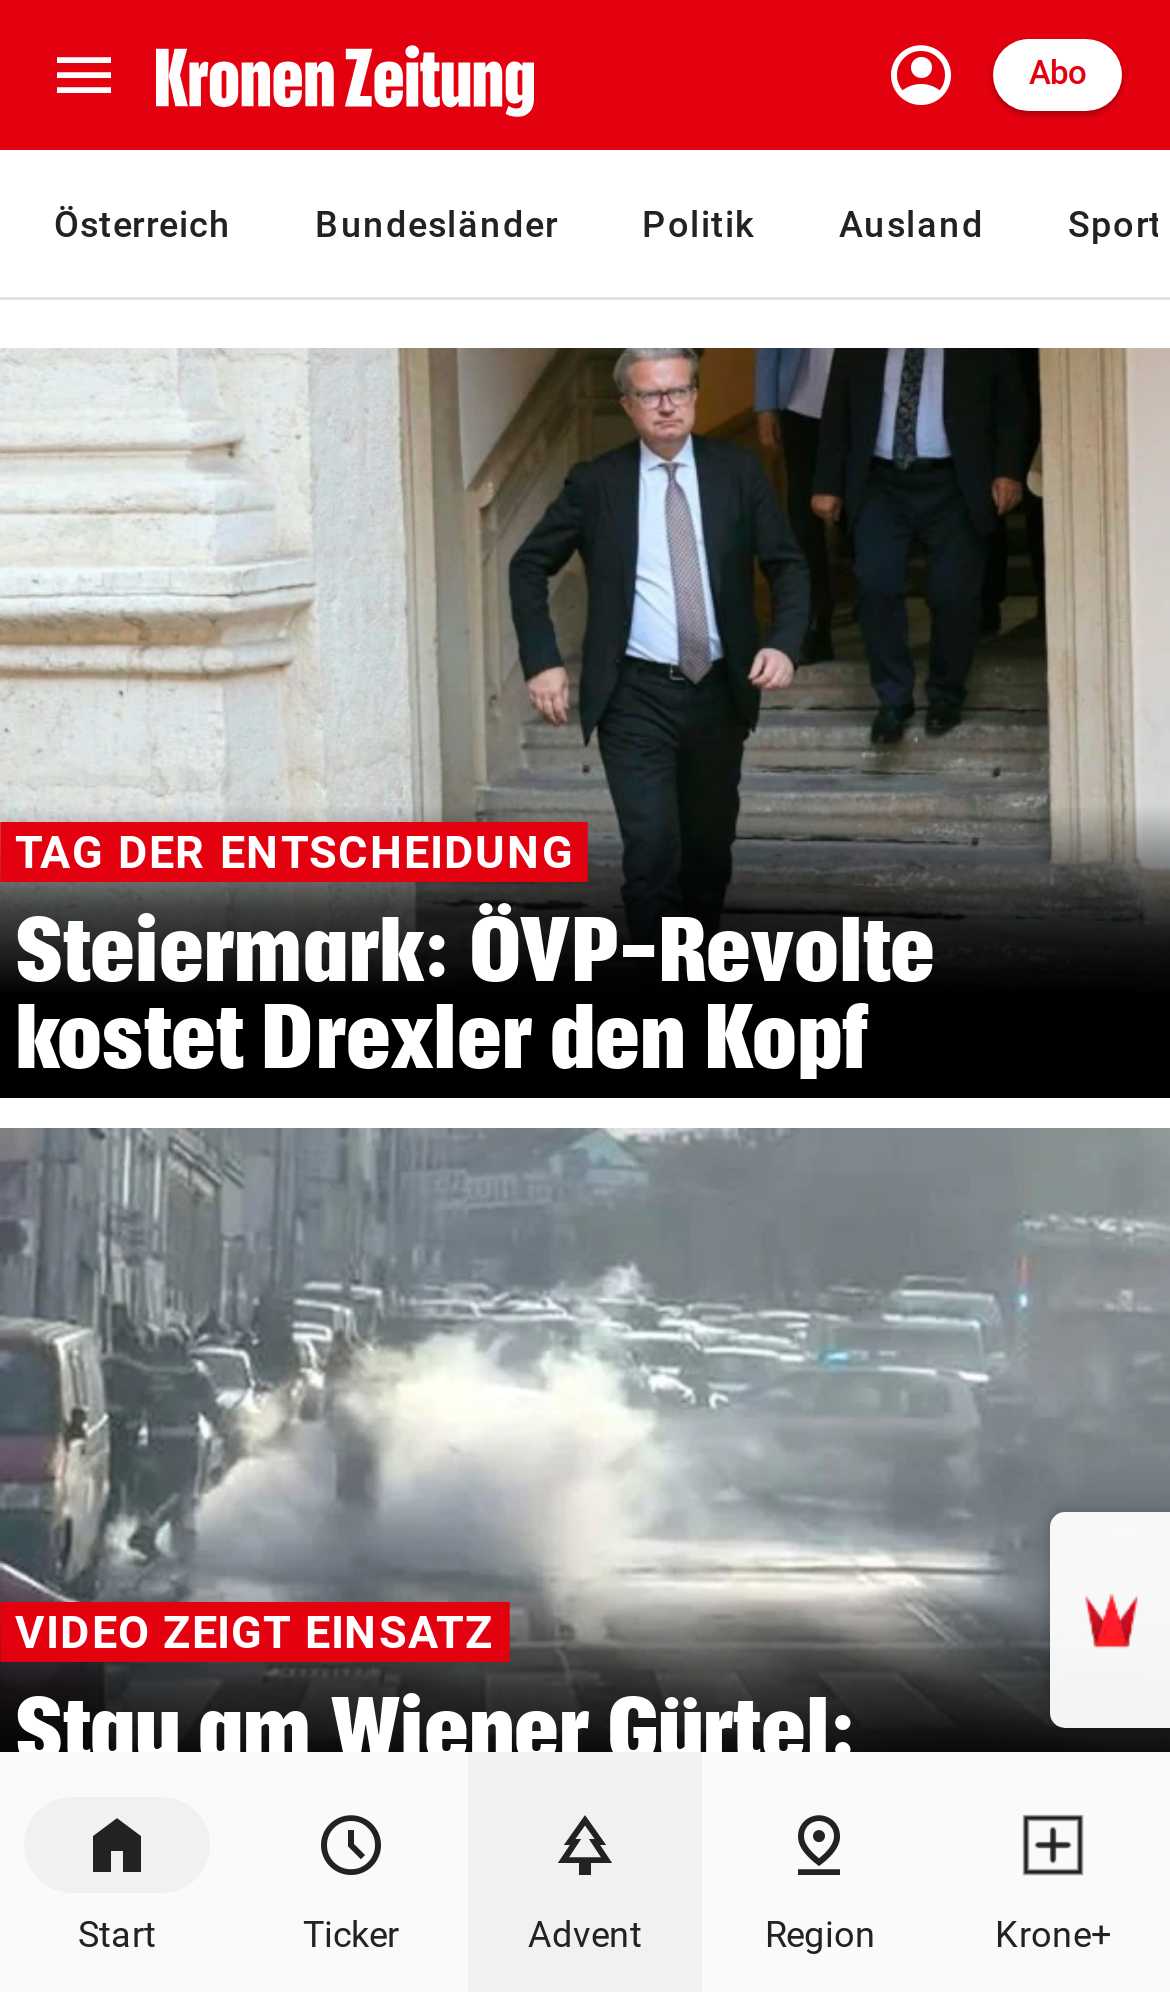 Kronen Zeitung
Abo
Österreich Bundesländer Politik Ausland Sport
TAG DER ENTSCHEIDUNG
Steiermark: ÖVP-Revolte
kostet Drexler den Kopf
VIDEO ZEIGT EINSATZ
Stau am Wiener Gürtel:
Start Ticker Advent Region Krone+